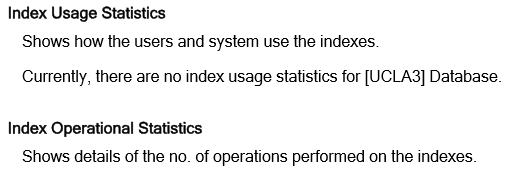 Index Usage Statistics
Shows how the users and system use the indexes.
Currently, there are no index usage statistics for [UCLA3] Database.
Index Operational Statistics
Shows details of the no. of operations performed on the indexes.